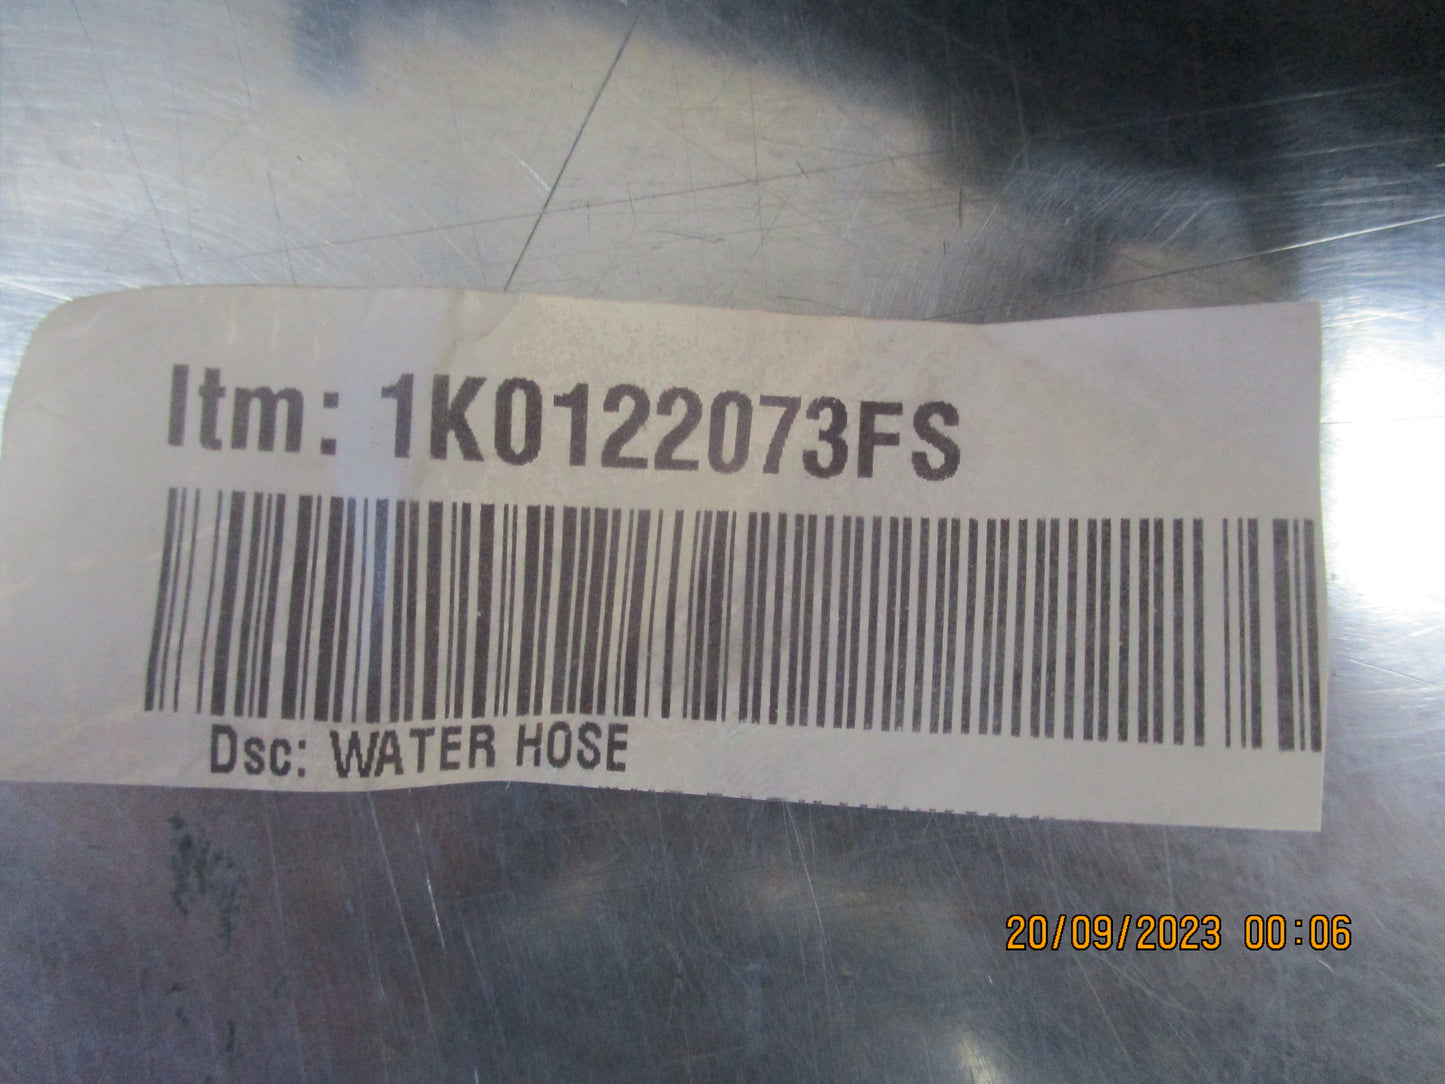 Itm: 1K0122073FS
Dsc: WATER HOSE
20/09/2023 00:06